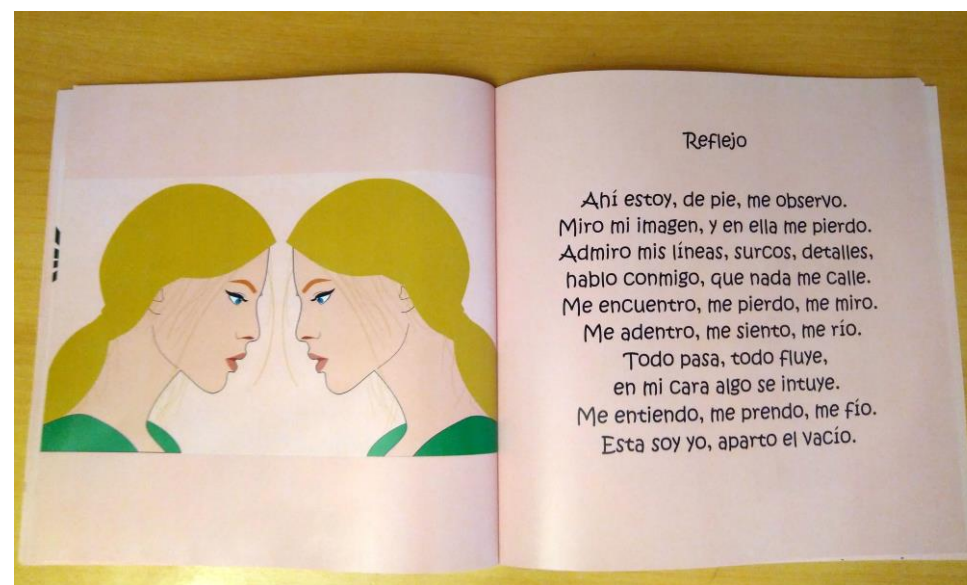 Reflejo
Ahí estoy, de pie, me observo.
Miro mi imagen, y en ella me pierdo.
Admiro mis líneas, surcos, detalles,
hablo conmigo, que nada me calle.
Me encuentro, me pierdo, me miro.
Me adentro, me siento, me río.
Todo pasa, todo fluye,
en mi cara algo se intuye.
Me entiendo, me prendo, me fío.
Esta soy yo, aparto el vacío.